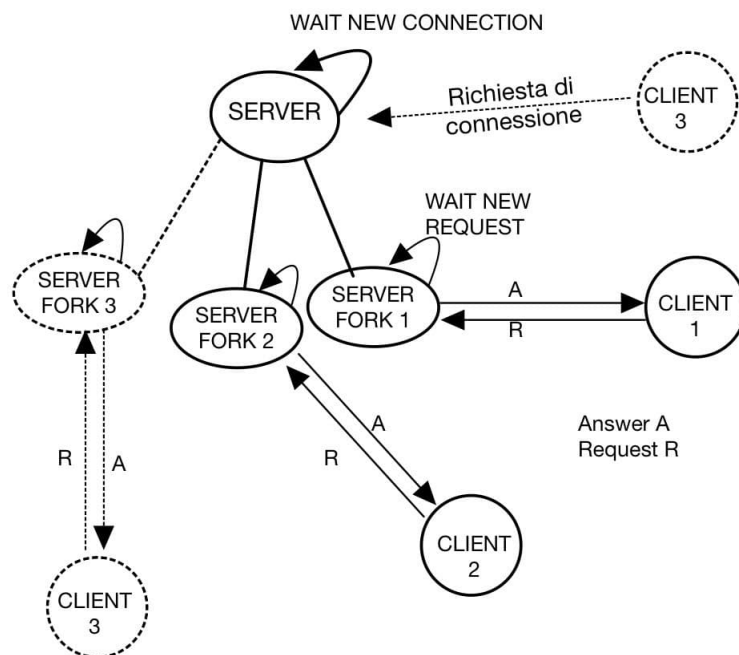 WAIT NEW CONNECTION
SERVER
Richiesta di
connessione
CLIENT
3
WAIT NEW
REQUEST
SERVER
FORK 3
SERVER
FORK 2
SERVER
FORK 1
A
R
CLIENT
1
A
R
Answer A
Request R
R
A
CLIENT
2
CLIENT
3